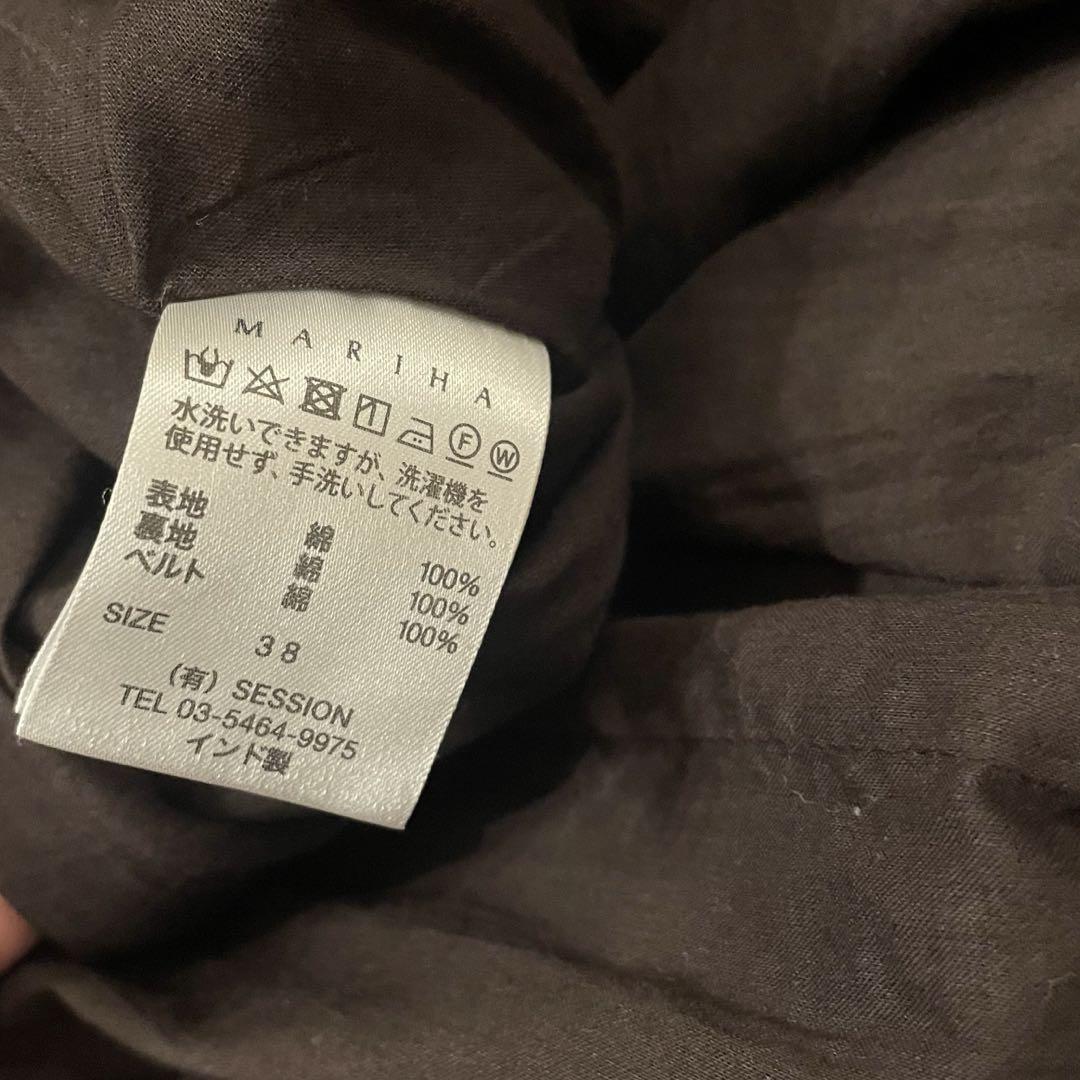 MARIHA
F W
水洗いできますが、洗濯機を
使用せず、手洗いしてください。
表地 綿 100%
裏地 綿 100%
ベルト 綿 100%
SIZE 38
(有) SESSION
TEL 03-5464-9975
インド製